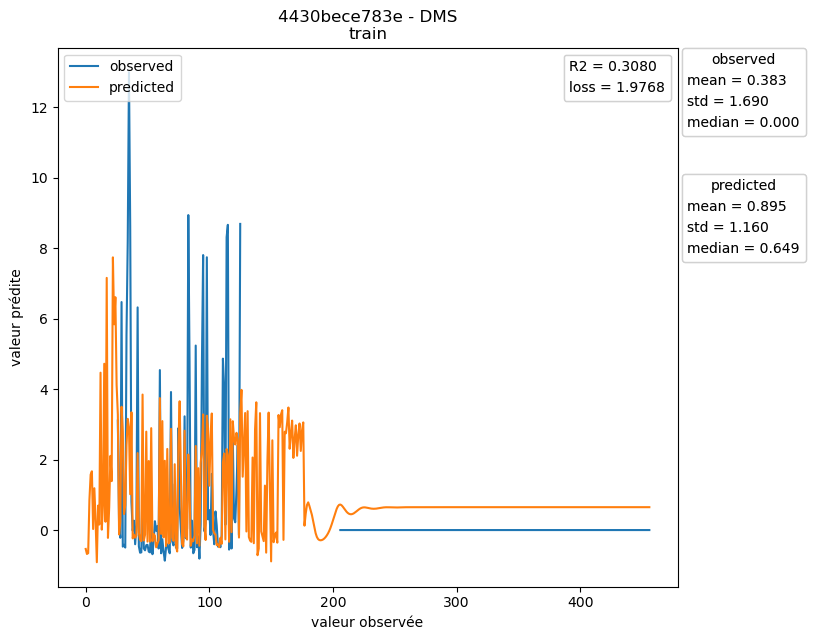 4430bece783e - DMS
train
observed
predicted
R2 = 0.3080
loss = 1.9768
observed
mean = 0.383
std = 1.690
median = 0.000
predicted
mean = 0.895
std = 1.160
median = 0.649
valeur prédite
12
10
8
6
4
2
0
0 100 200 300 400
valeur observée